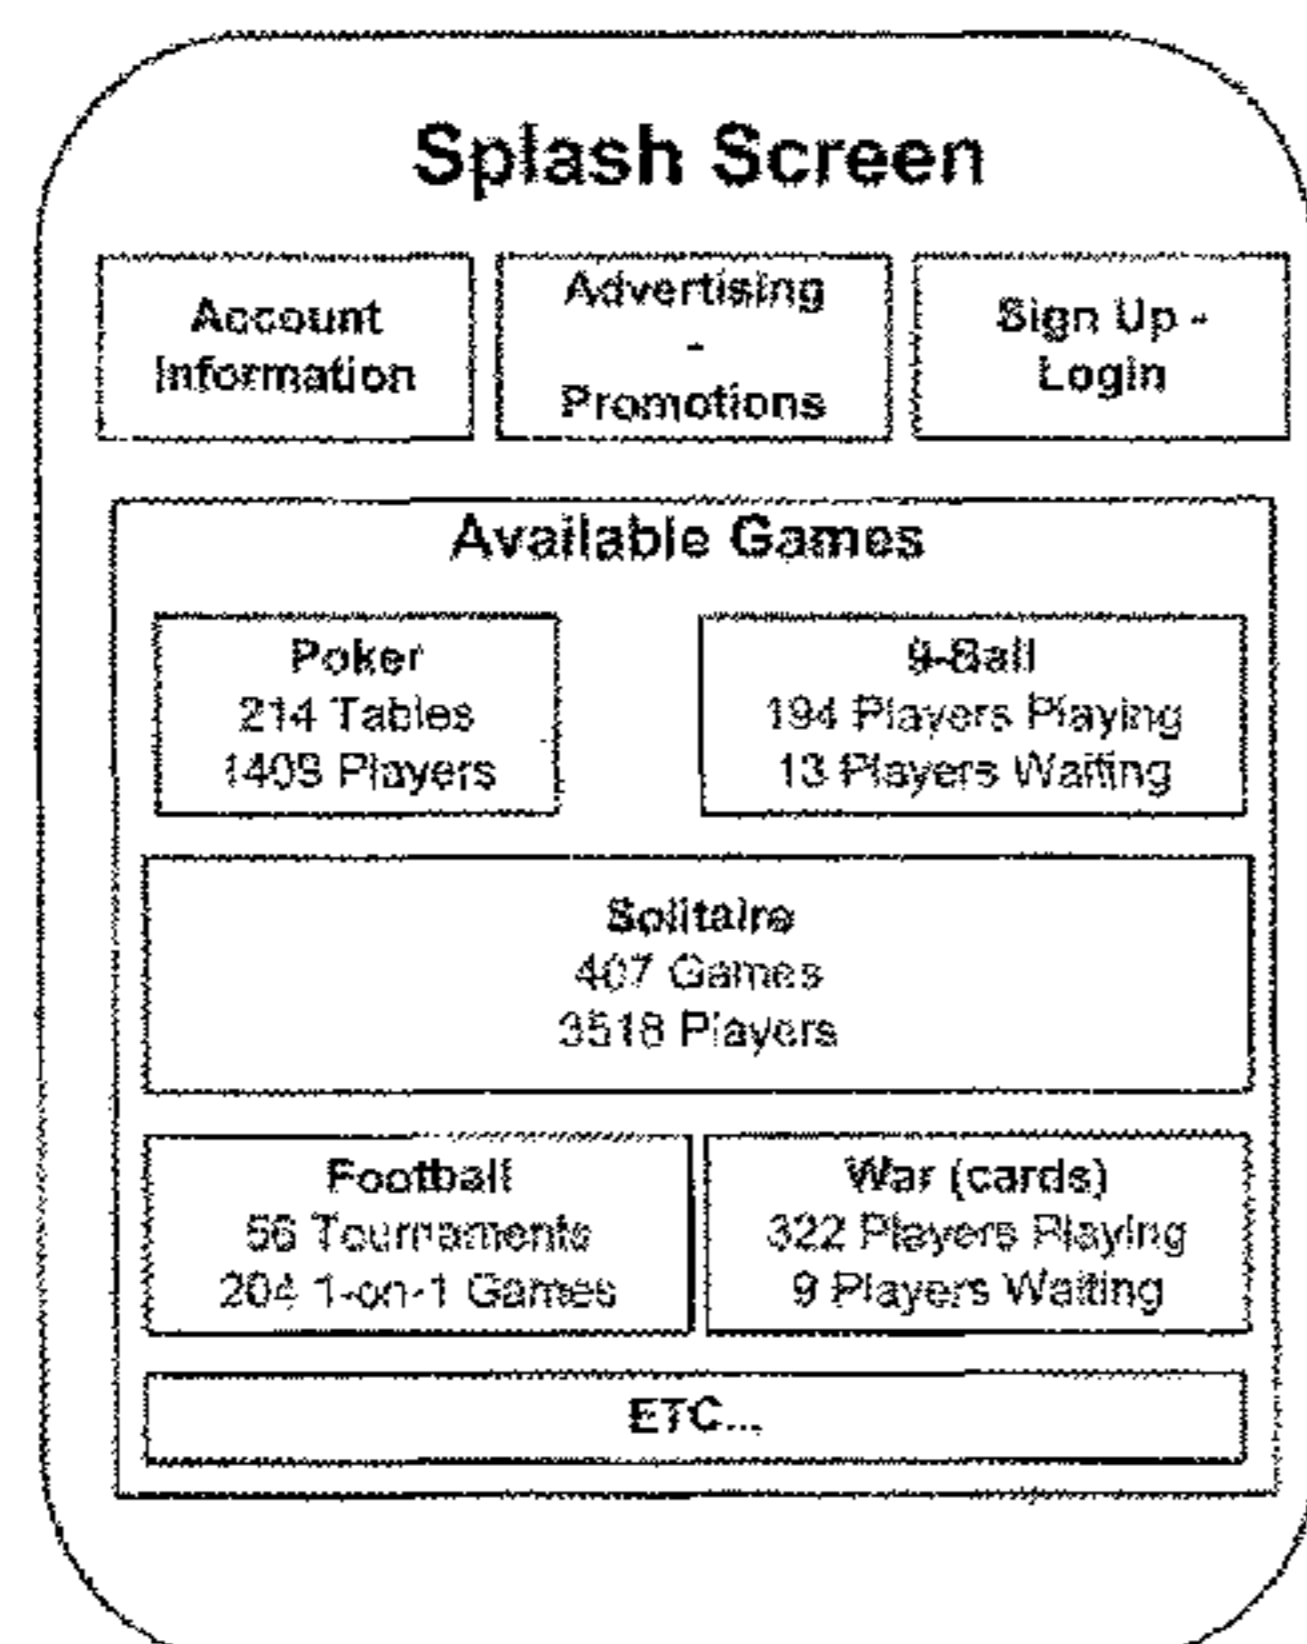 Splash Screen
Account
Information
Advertising
-
Promotions
Sign Up -
Login
Available Games
Poker
214 Tables
1408 Players
9-Ball
194 Players Playing
13 Players Waiting
Solitaire
407 Games
3518 Players
Football
56 Tournaments
204 1-on-1 Games
War (cards)
322 Players Playing
9 Players Waiting
ETC...